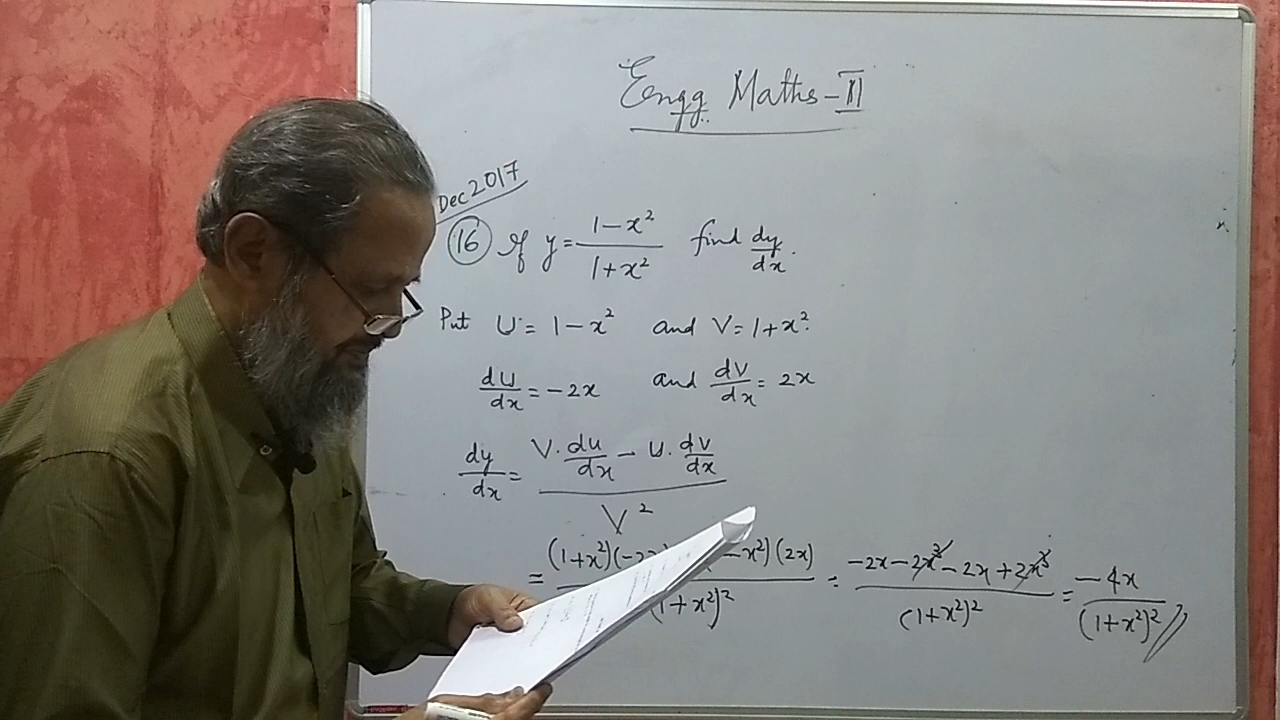 Engg Maths-II
Dec 2017
16 If y = (1-x²)/(1+x²) find dy/dx.
Put U = 1-x² and V = 1+x².
dU/dx = -2x and dV/dx = 2x
dy/dx = (V. du/dx - U. dv/dx)/V²
= (1+x²)(-2x -x²)(2x)/(1+x²)² = (-2x-2x³-2x+2x³)/(1+x²)² = -4x/(1+x²)² //